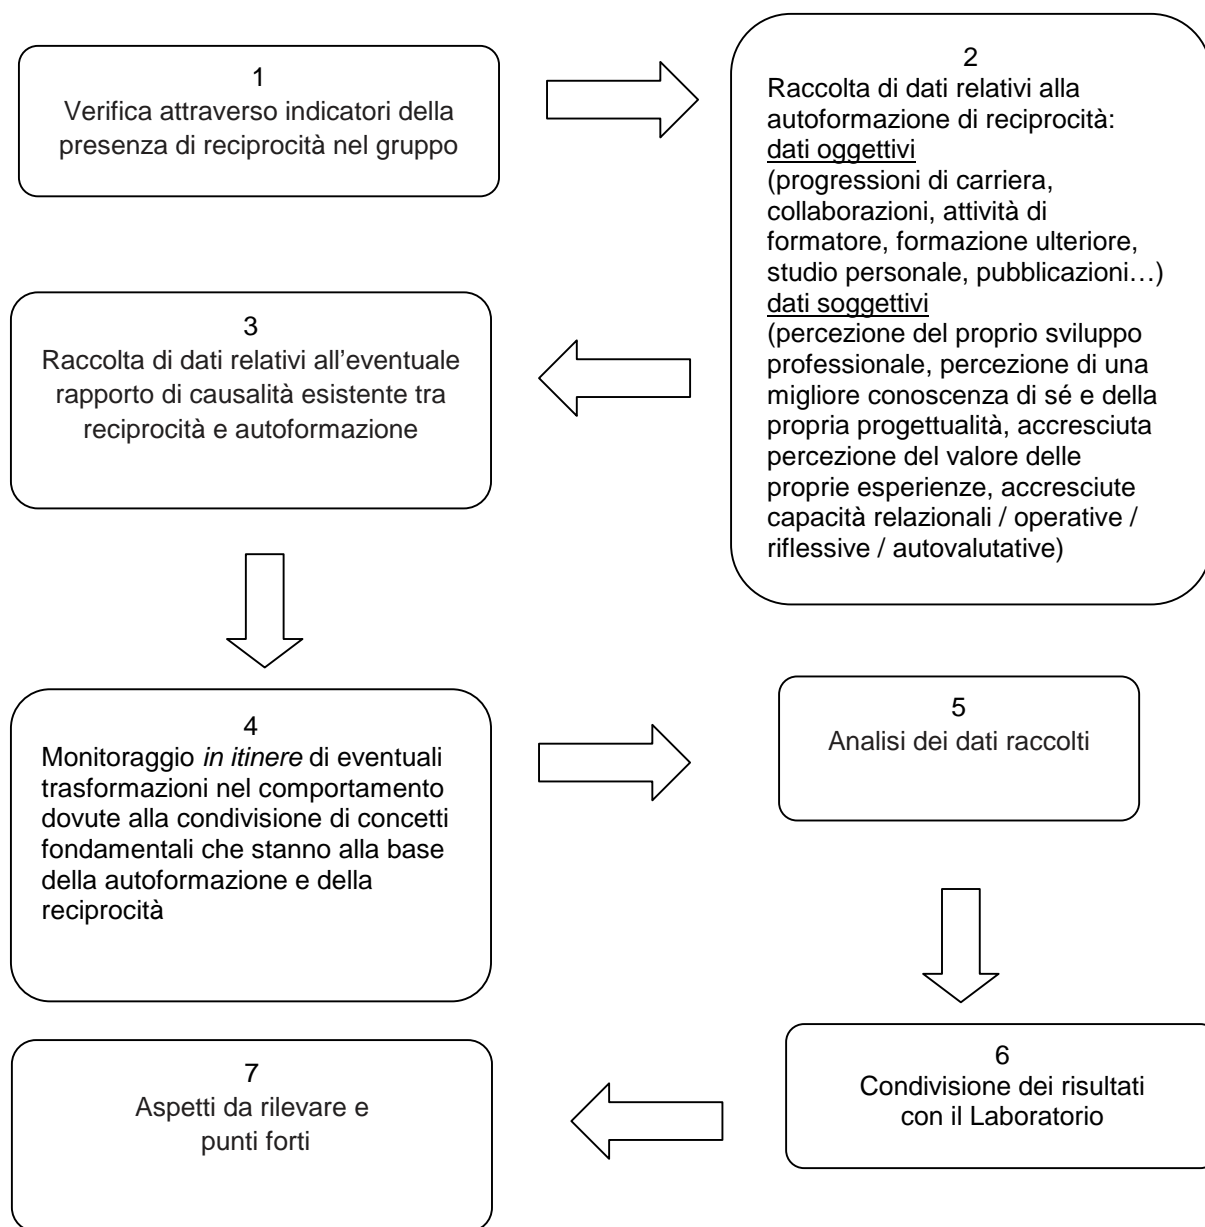 1
Verifica attraverso indicatori della
presenza di reciprocità nel gruppo
2
Raccolta di dati relativi alla
autoformazione di reciprocità:
dati oggettivi
(progressioni di carriera,
collaborazioni, attività di
formatore, formazione ulteriore,
studio personale, pubblicazioni…)
dati soggettivi
(percezione del proprio sviluppo
professionale, percezione di una
migliore conoscenza di sé e della
propria progettualità, accresciuta
percezione del valore delle
proprie esperienze, accresciute
capacità relazionali / operative /
riflessive / autovalutative)
3
Raccolta di dati relativi all’eventuale
rapporto di causalità esistente tra
reciprocità e autoformazione
4
Monitoraggio in itinere di eventuali
trasformazioni nel comportamento
dovute alla condivisione di concetti
fondamentali che stanno alla base
della autoformazione e della
reciprocità
5
Analisi dei dati raccolti
6
Condivisione dei risultati
con il Laboratorio
7
Aspetti da rilevare e
punti forti